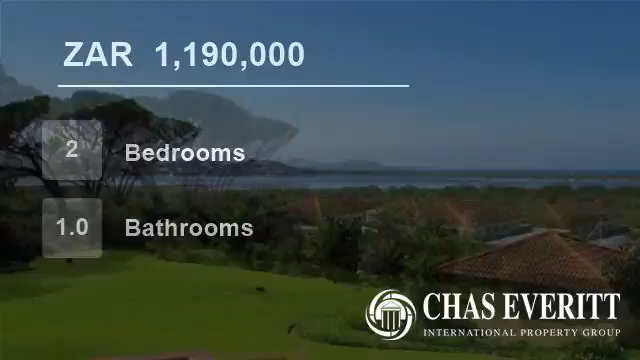 ZAR 1,190,000
2 Bedrooms
1.0 Bathrooms
CHAS EVERITT
INTERNATIONAL PROPERTY GROUP